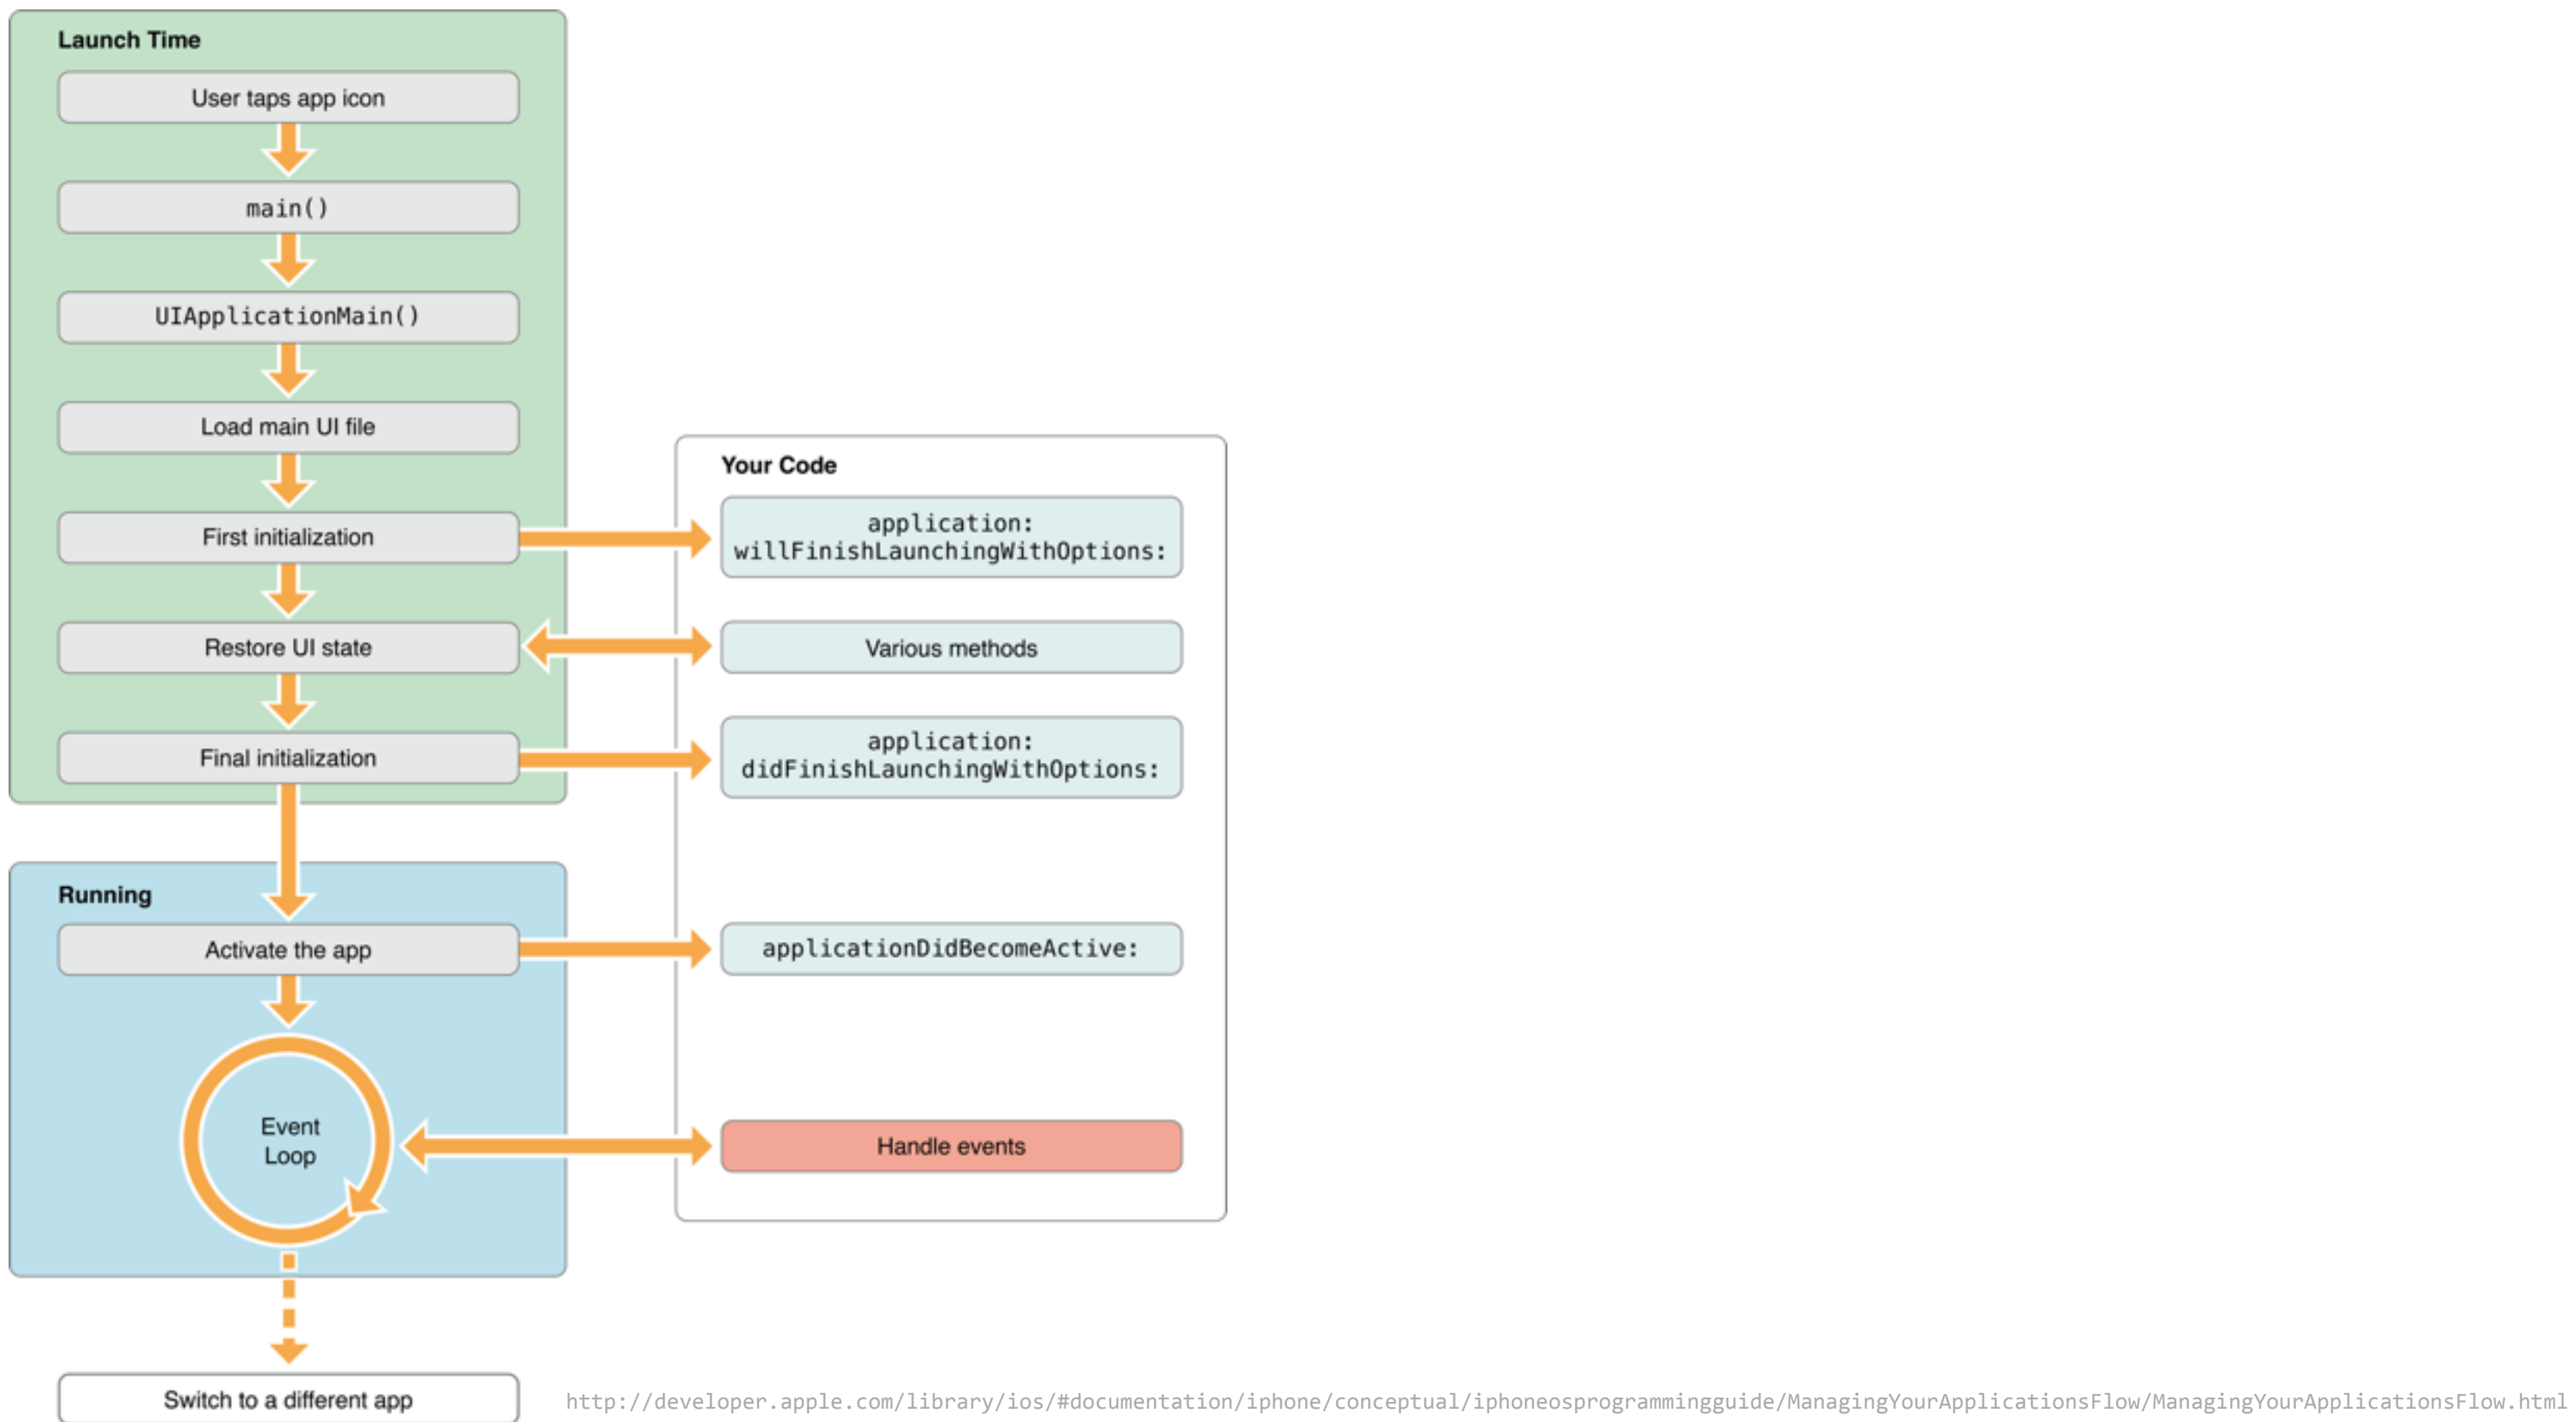 Launch Time
User taps app icon
main()
UIApplicationMain()
Load main UI file
First initialization
Restore UI state
Final initialization
Your Code
application:
willFinishLaunchingWithOptions:
Various methods
application:
didFinishLaunchingWithOptions:
Running
Activate the app
applicationDidBecomeActive:
Event
Loop
Handle events
Switch to a different app
http://developer.apple.com/library/ios/#documentation/iphone/conceptual/iphoneosprogrammingguide/ManagingYourApplicationsFlow/ManagingYourApplicationsFlow.html